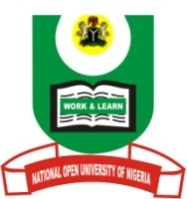 WORK & LEARN
NATIONAL OPEN UNIVERSITY OF NIGERIA